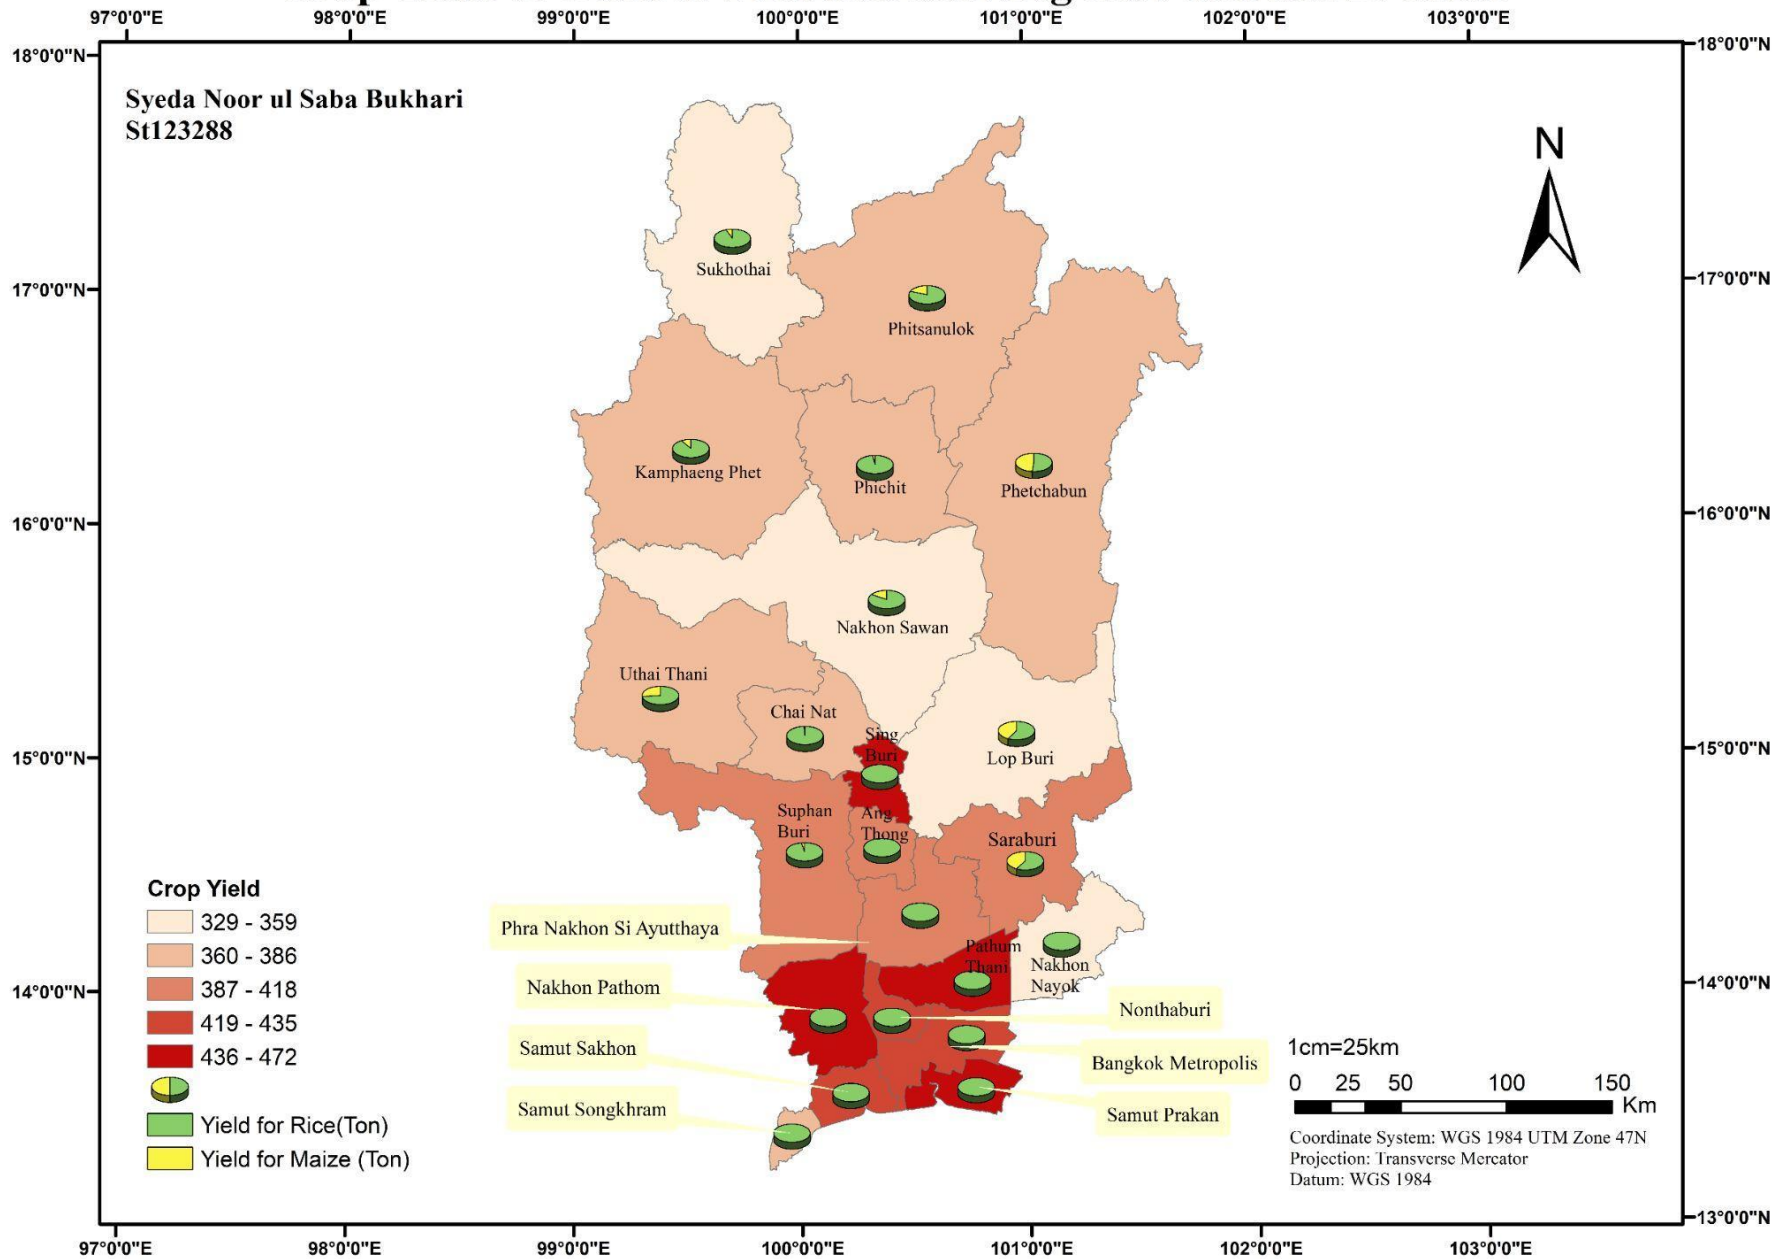 97°0'0"E 98°0'0"E 99°0'0"E 100°0'0"E 101°0'0"E 102°0'0"E 103°0'0"E
18°0'0"N
18°0'0"N
Syeda Noor ul Saba Bukhari
St123288
N
17°0'0"N
17°0'0"N
Sukhothai
Phitsanulok
Kamphaeng Phet
Phichit
Phetchabun
16°0'0"N
16°0'0"N
Nakhon Sawan
Uthai Thani
Chai Nat
Sing
Buri
Lop Buri
15°0'0"N
15°0'0"N
Suphan
Buri
Ang
Thong
Saraburi
Phra Nakhon Si Ayutthaya
Pathum
Thani
Nakhon
Nayok
14°0'0"N
14°0'0"N
Nakhon Pathom
Nonthaburi
Samut Sakhon
Bangkok Metropolis
Samut Songkhram
Samut Prakan
Crop Yield
329 - 359
360 - 386
387 - 418
419 - 435
436 - 472
Yield for Rice(Ton)
Yield for Maize (Ton)
1cm=25km
0 25 50 100 150
Km
Coordinate System: WGS 1984 UTM Zone 47N
Projection: Transverse Mercator
Datum: WGS 1984
13°0'0"N
97°0'0"E 98°0'0"E 99°0'0"E 100°0'0"E 101°0'0"E 102°0'0"E 103°0'0"E